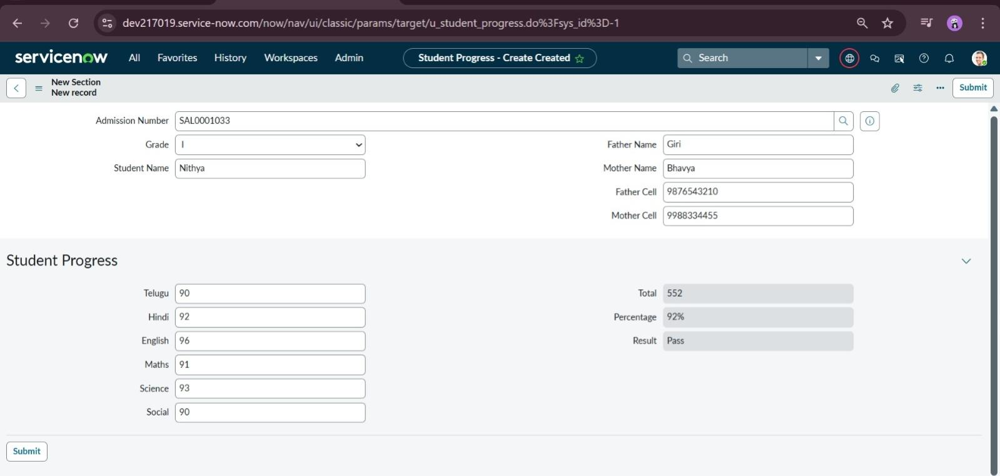 dev217019.service-now.com/now/nav/ui/classic/params/target/u_student_progress.do%3Fsys_id%3D-1
servicenow All Favorites History Workspaces Admin Student Progress - Create Created Search
New Section
New record
Submit
Admission Number SAL0001033
Grade I Father Name Giri
Student Name Nithya Mother Name Bhavya
Father Cell 9876543210
Mother Cell 9988334455
Student Progress
Telugu 90 Total 552
Hindi 92 Percentage 92%
English 96 Result Pass
Maths 91
Science 93
Social 90
Submit